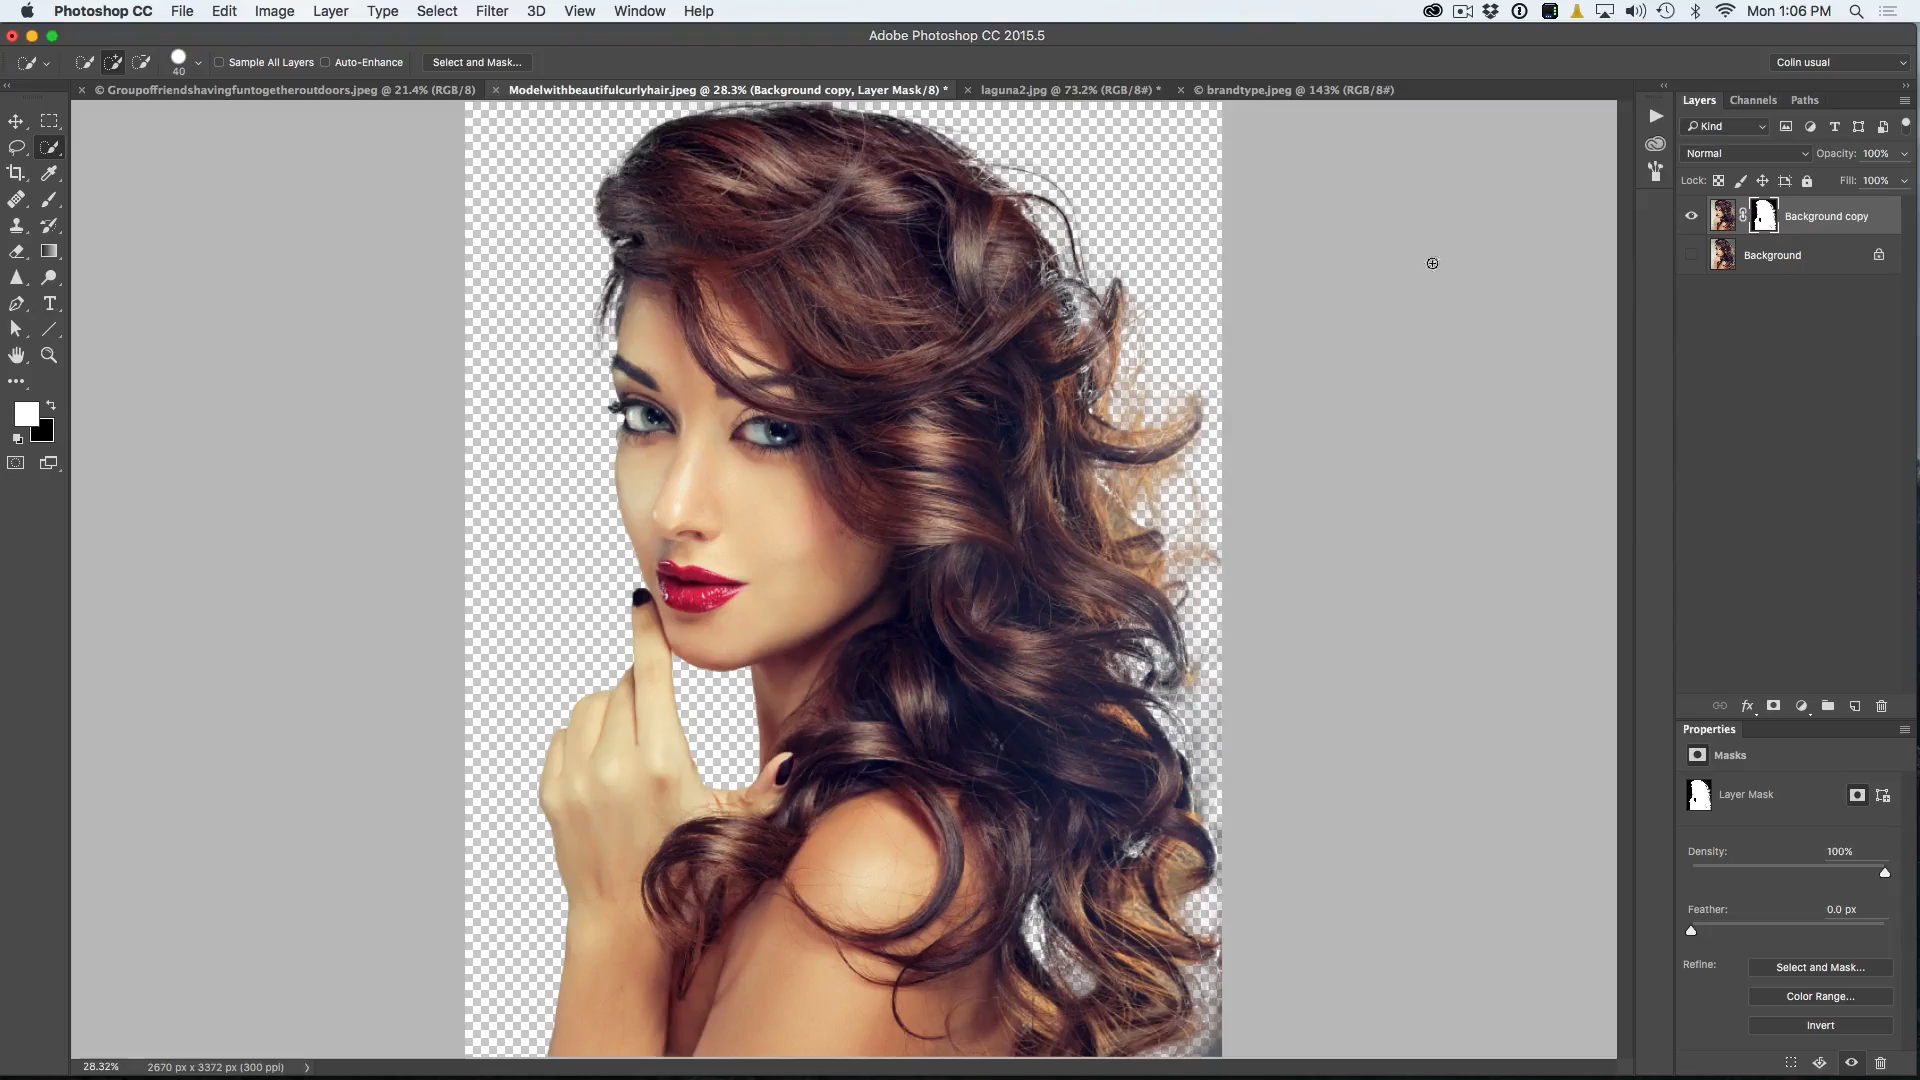 Photoshop CC File Edit Image Layer Type Select Filter 3D View Window Help Mon 1:06 PM
Adobe Photoshop CC 2015.5
40 Sample All Layers Auto-Enhance Select and Mask... Colin usual
© Groupoffriendshavingfuntogetheroutdoors.jpeg @ 21.4% (RGB/8) Modelwithbeautifulcurlyhair.jpeg @ 28.3% (Background copy, Layer Mask/8) * laguna2.jpg @ 73.2% (RGB/8#) * © brandtype.jpeg @ 143% (RGB/8#)
Layers Channels Paths
Kind
Normal Opacity: 100%
Lock: Fill: 100%
Background copy
Background
fx
Properties
Masks
Layer Mask
Density: 100%
Feather: 0.0 px
Refine: Select and Mask...
Color Range...
Invert
28.32% 2670 px x 3372 px (300 ppi)